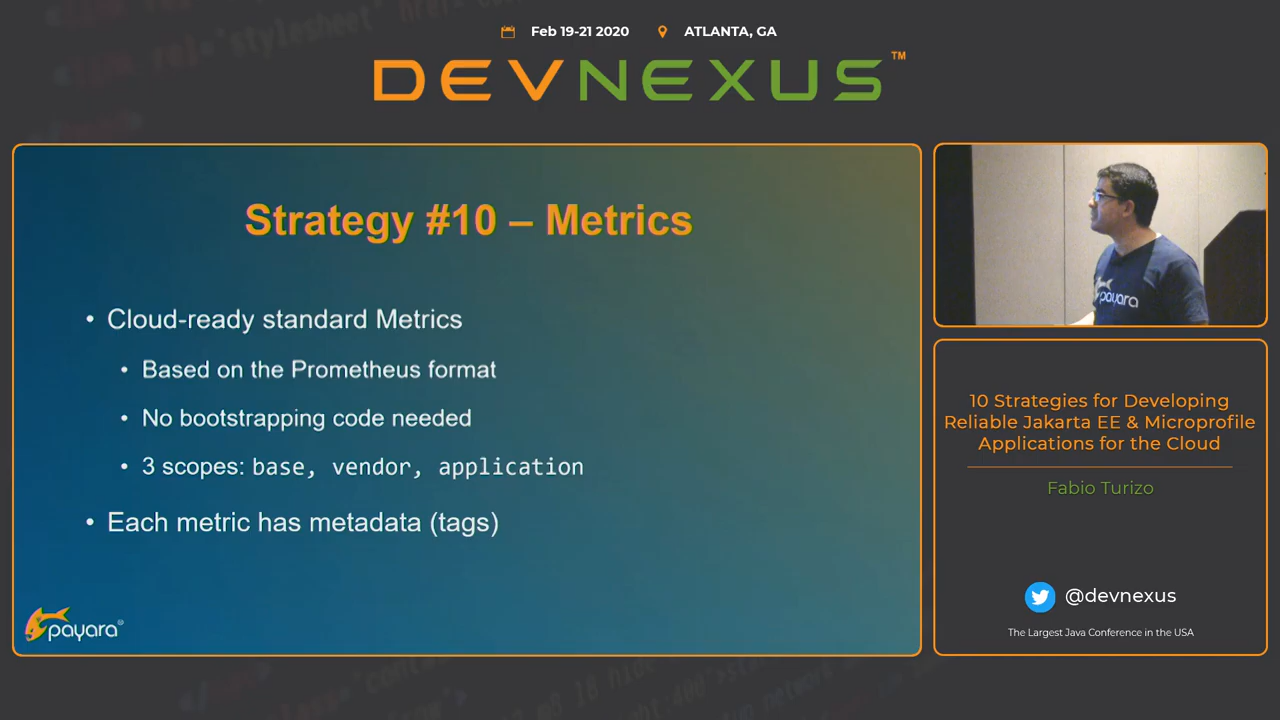 Feb 19-21 2020 ATLANTA, GA
DEVNEXUS™
Strategy #10 – Metrics
• Cloud-ready standard Metrics
• Based on the Prometheus format
• No bootstrapping code needed
• 3 scopes: base, vendor, application
• Each metric has metadata (tags)
payara®
payara
10 Strategies for Developing
Reliable Jakarta EE & Microprofile
Applications for the Cloud
Fabio Turizo
@devnexus
The Largest Java Conference in the USA